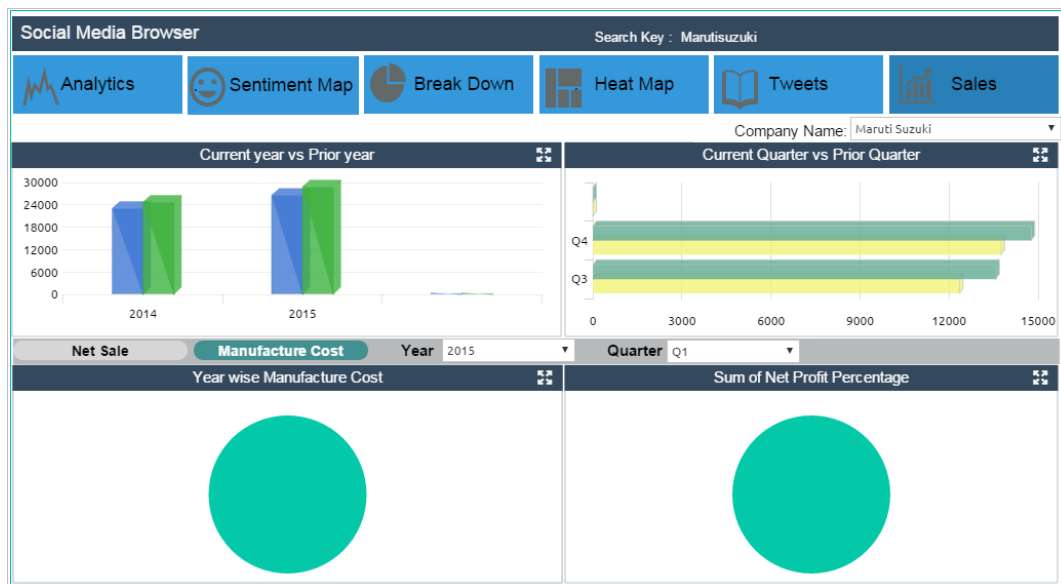 Social Media Browser
Search Key : Marutisuzuki
Analytics
Sentiment Map
Break Down
Heat Map
Tweets
Sales
Company Name: Maruti Suzuki
Current year vs Prior year
Current Quarter vs Prior Quarter
30000
24000
18000
12000
6000
0
2014 2015
Q4
Q3
0 3000 6000 9000 12000 15000
Net Sale Manufacture Cost Year 2015 Quarter Q1
Year wise Manufacture Cost
Sum of Net Profit Percentage